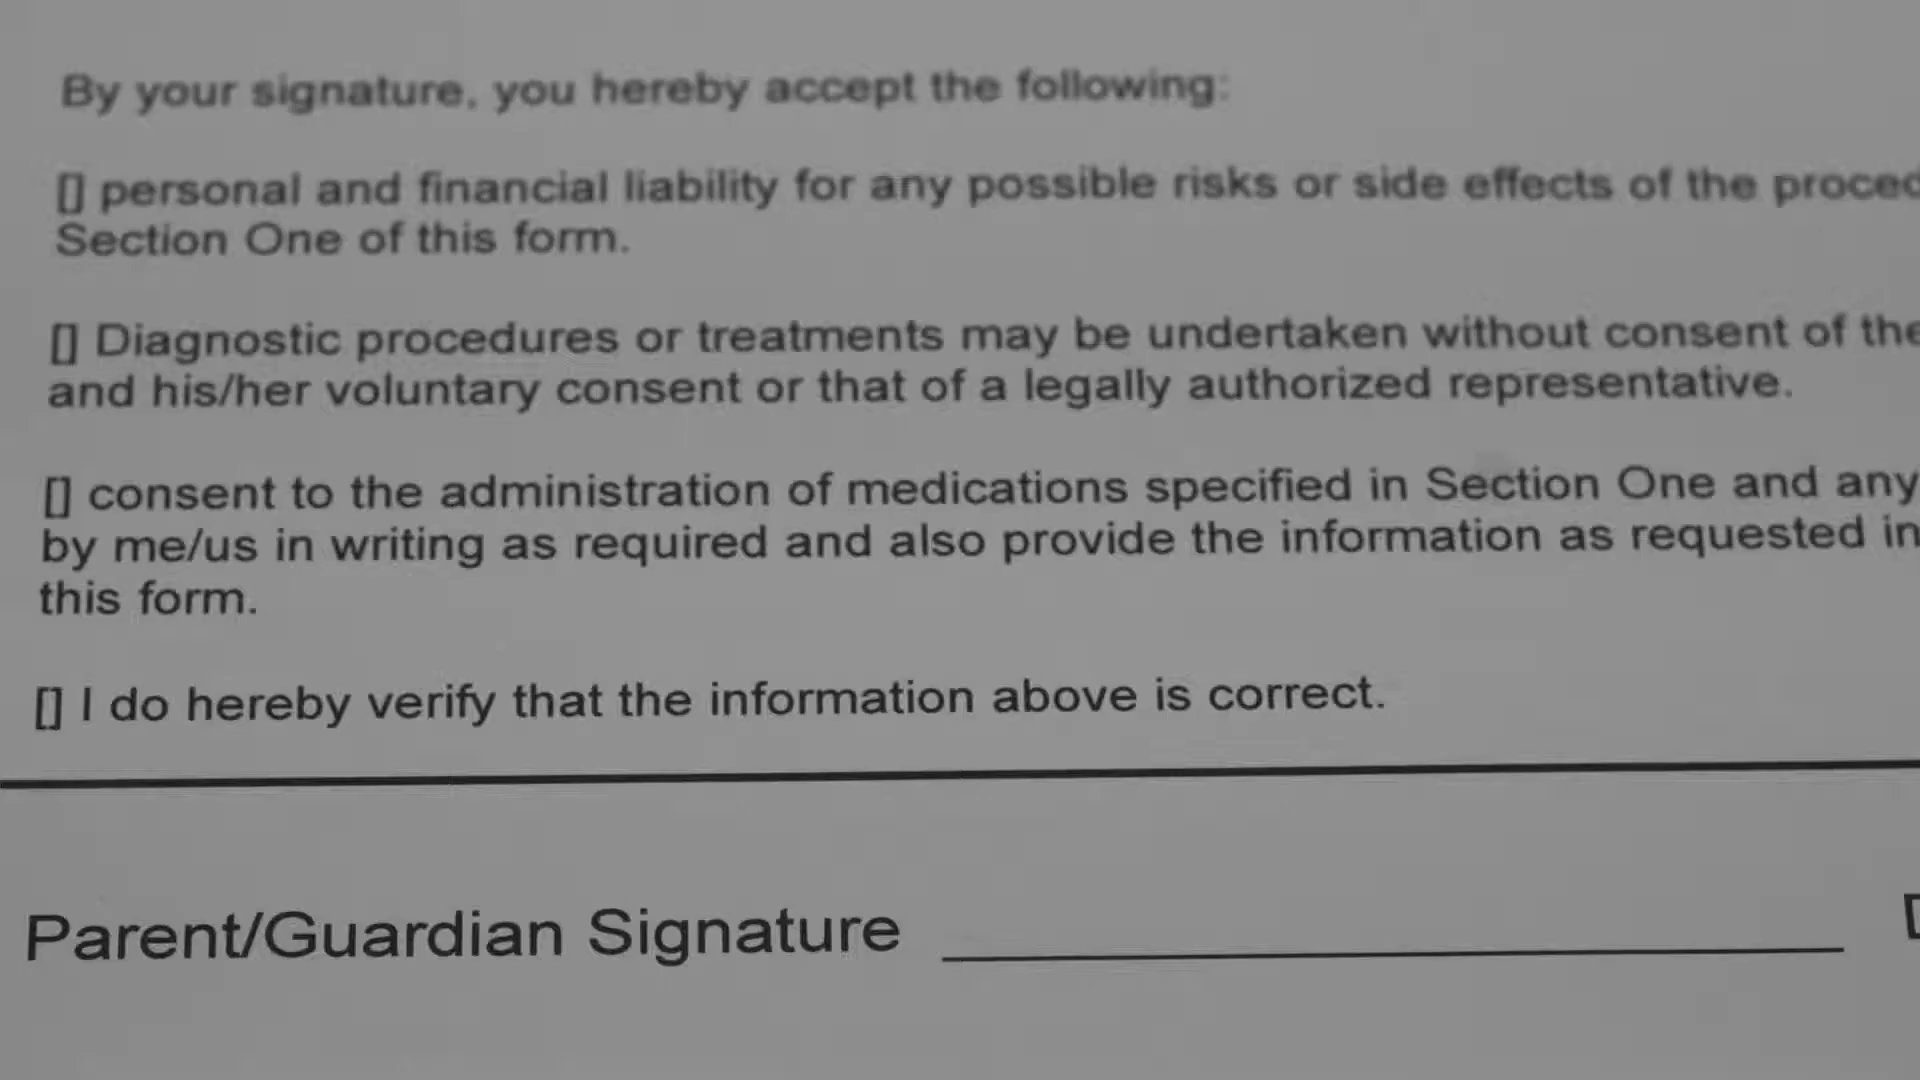 By your signature, you hereby accept the following:
[] personal and financial liability for any possible risks or side effects of the proced
Section One of this form.
[] Diagnostic procedures or treatments may be undertaken without consent of the
and his/her voluntary consent or that of a legally authorized representative.
[] consent to the administration of medications specified in Section One and any
by me/us in writing as required and also provide the information as requested in
this form.
[] I do hereby verify that the information above is correct.
Parent/Guardian Signature